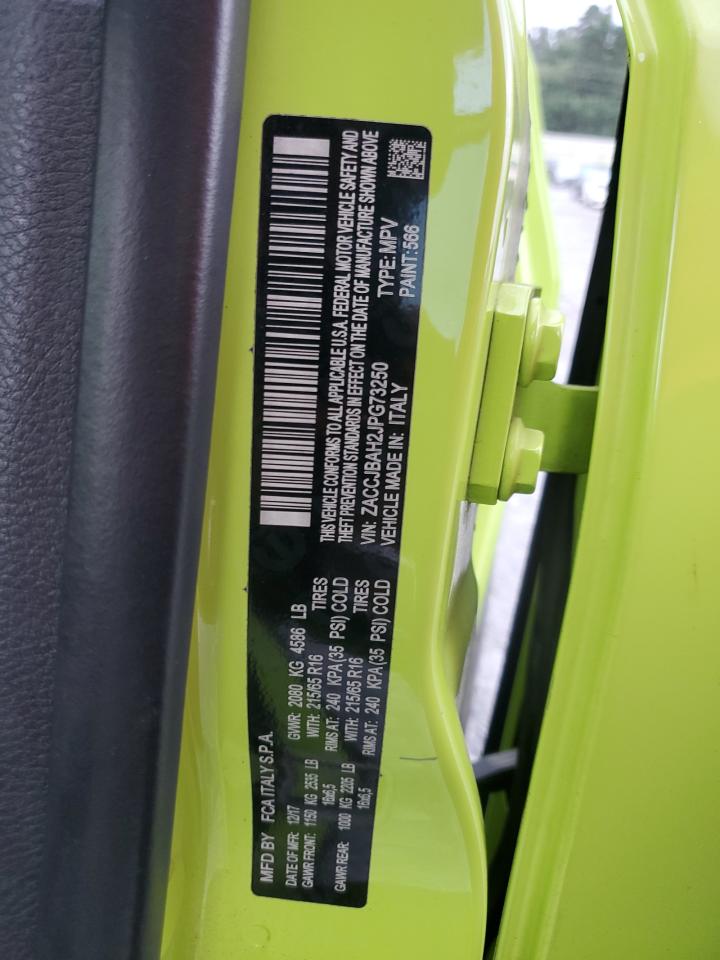 MFD BY FCA ITALY S.P.A.
DATE OF MFR: 12/17 GVWR: 2080 KG 4586 LB
GAWR FRONT: 1150 KG 2535 LB WITH: 215/65 R16 TIRES
16x6,5 RIMS AT: 240 KPA(35 PSI) COLD
GAWR REAR: 1000 KG 2205 LB WITH: 215/65 R16 TIRES
16x6,5 RIMS AT: 240 KPA(35 PSI) COLD
THIS VEHICLE CONFORMS TO ALL APPLICABLE U.S.A. FEDERAL MOTOR VEHICLE SAFETY AND
THEFT PREVENTION STANDARDS IN EFFECT ON THE DATE OF MANUFACTURE SHOWN ABOVE
VIN: ZACCJBAH2JPG73250 TYPE: MPV
VEHICLE MADE IN: ITALY PAINT: 566